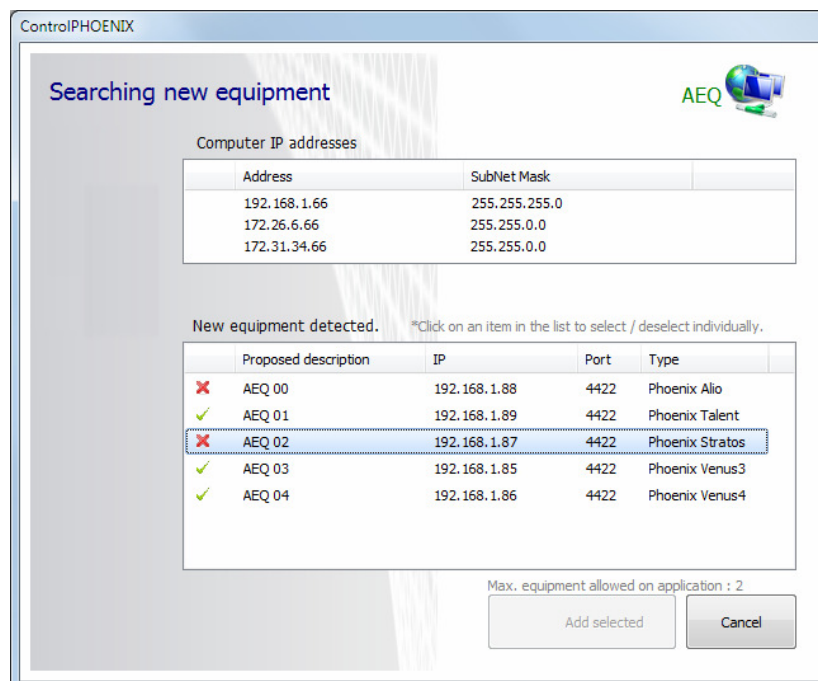 ControlPHOENIX
Searching new equipment
AEQ
Computer IP addresses
Address SubNet Mask
192.168.1.66 255.255.255.0
172.26.6.66 255.255.0.0
172.31.34.66 255.255.0.0
New equipment detected. *Click on an item in the list to select / deselect individually.
Proposed description IP Port Type
AEQ 00 192.168.1.88 4422 Phoenix Alio
AEQ 01 192.168.1.89 4422 Phoenix Talent
AEQ 02 192.168.1.87 4422 Phoenix Stratos
AEQ 03 192.168.1.85 4422 Phoenix Venus3
AEQ 04 192.168.1.86 4422 Phoenix Venus4
Max. equipment allowed on application : 2
Add selected Cancel